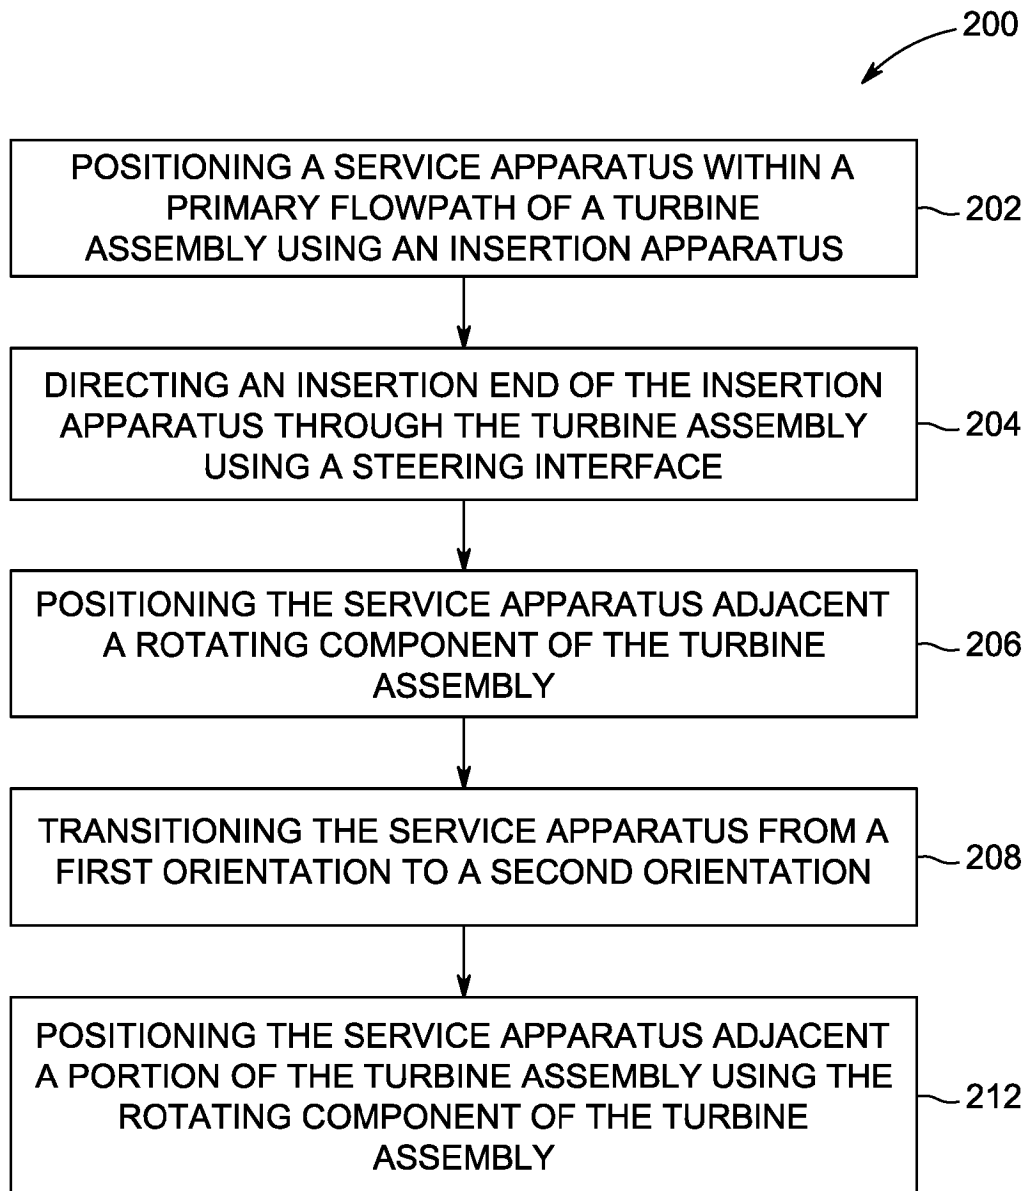 200
POSITIONING A SERVICE APPARATUS WITHIN A
PRIMARY FLOWPATH OF A TURBINE
ASSEMBLY USING AN INSERTION APPARATUS
202
DIRECTING AN INSERTION END OF THE INSERTION
APPARATUS THROUGH THE TURBINE ASSEMBLY
USING A STEERING INTERFACE
204
POSITIONING THE SERVICE APPARATUS ADJACENT
A ROTATING COMPONENT OF THE TURBINE
ASSEMBLY
206
TRANSITIONING THE SERVICE APPARATUS FROM A
FIRST ORIENTATION TO A SECOND ORIENTATION
208
POSITIONING THE SERVICE APPARATUS ADJACENT
A PORTION OF THE TURBINE ASSEMBLY USING THE
ROTATING COMPONENT OF THE TURBINE
ASSEMBLY
212